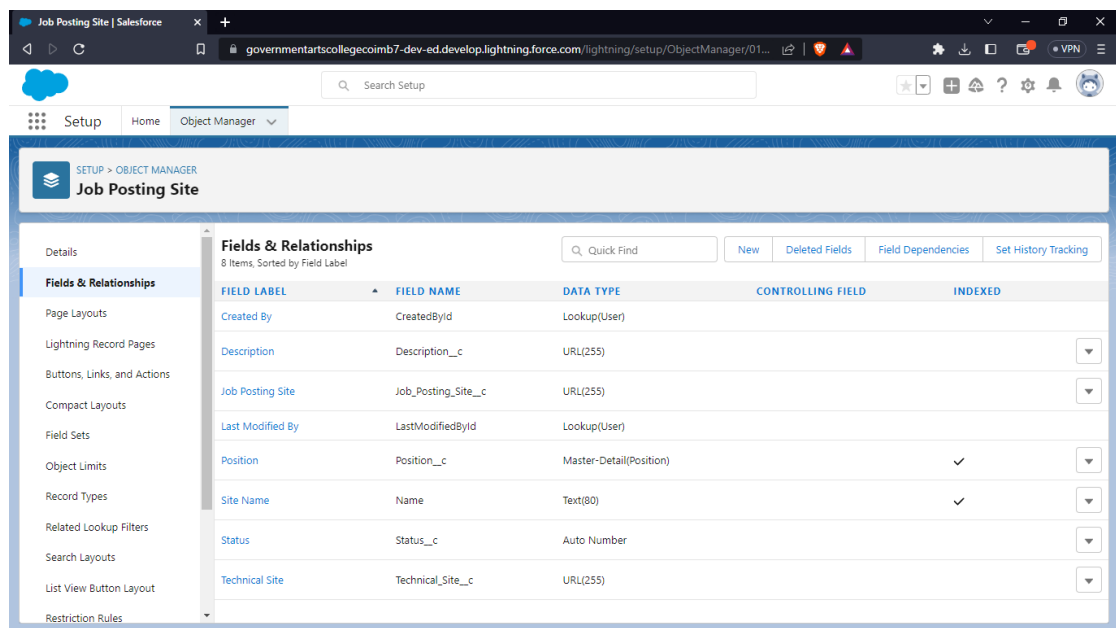 Job Posting Site | Salesforce
governmentartscollegecoimb7-dev-ed.develop.lightning.force.com/lightning/setup/ObjectManager/01...
VPN
Search Setup
Setup Home Object Manager
SETUP > OBJECT MANAGER
Job Posting Site
Details
Fields & Relationships
Page Layouts
Lightning Record Pages
Buttons, Links, and Actions
Compact Layouts
Field Sets
Object Limits
Record Types
Related Lookup Filters
Search Layouts
List View Button Layout
Restriction Rules
Fields & Relationships
8 Items, Sorted by Field Label
Quick Find New Deleted Fields Field Dependencies Set History Tracking
FIELD LABEL FIELD NAME DATA TYPE CONTROLLING FIELD INDEXED
Created By CreatedById Lookup(User)
Description Description__c URL(255)
Job Posting Site Job_Posting_Site__c URL(255)
Last Modified By LastModifiedById Lookup(User)
Position Position__c Master-Detail(Position)
Site Name Name Text(80)
Status Status__c Auto Number
Technical Site Technical_Site__c URL(255)